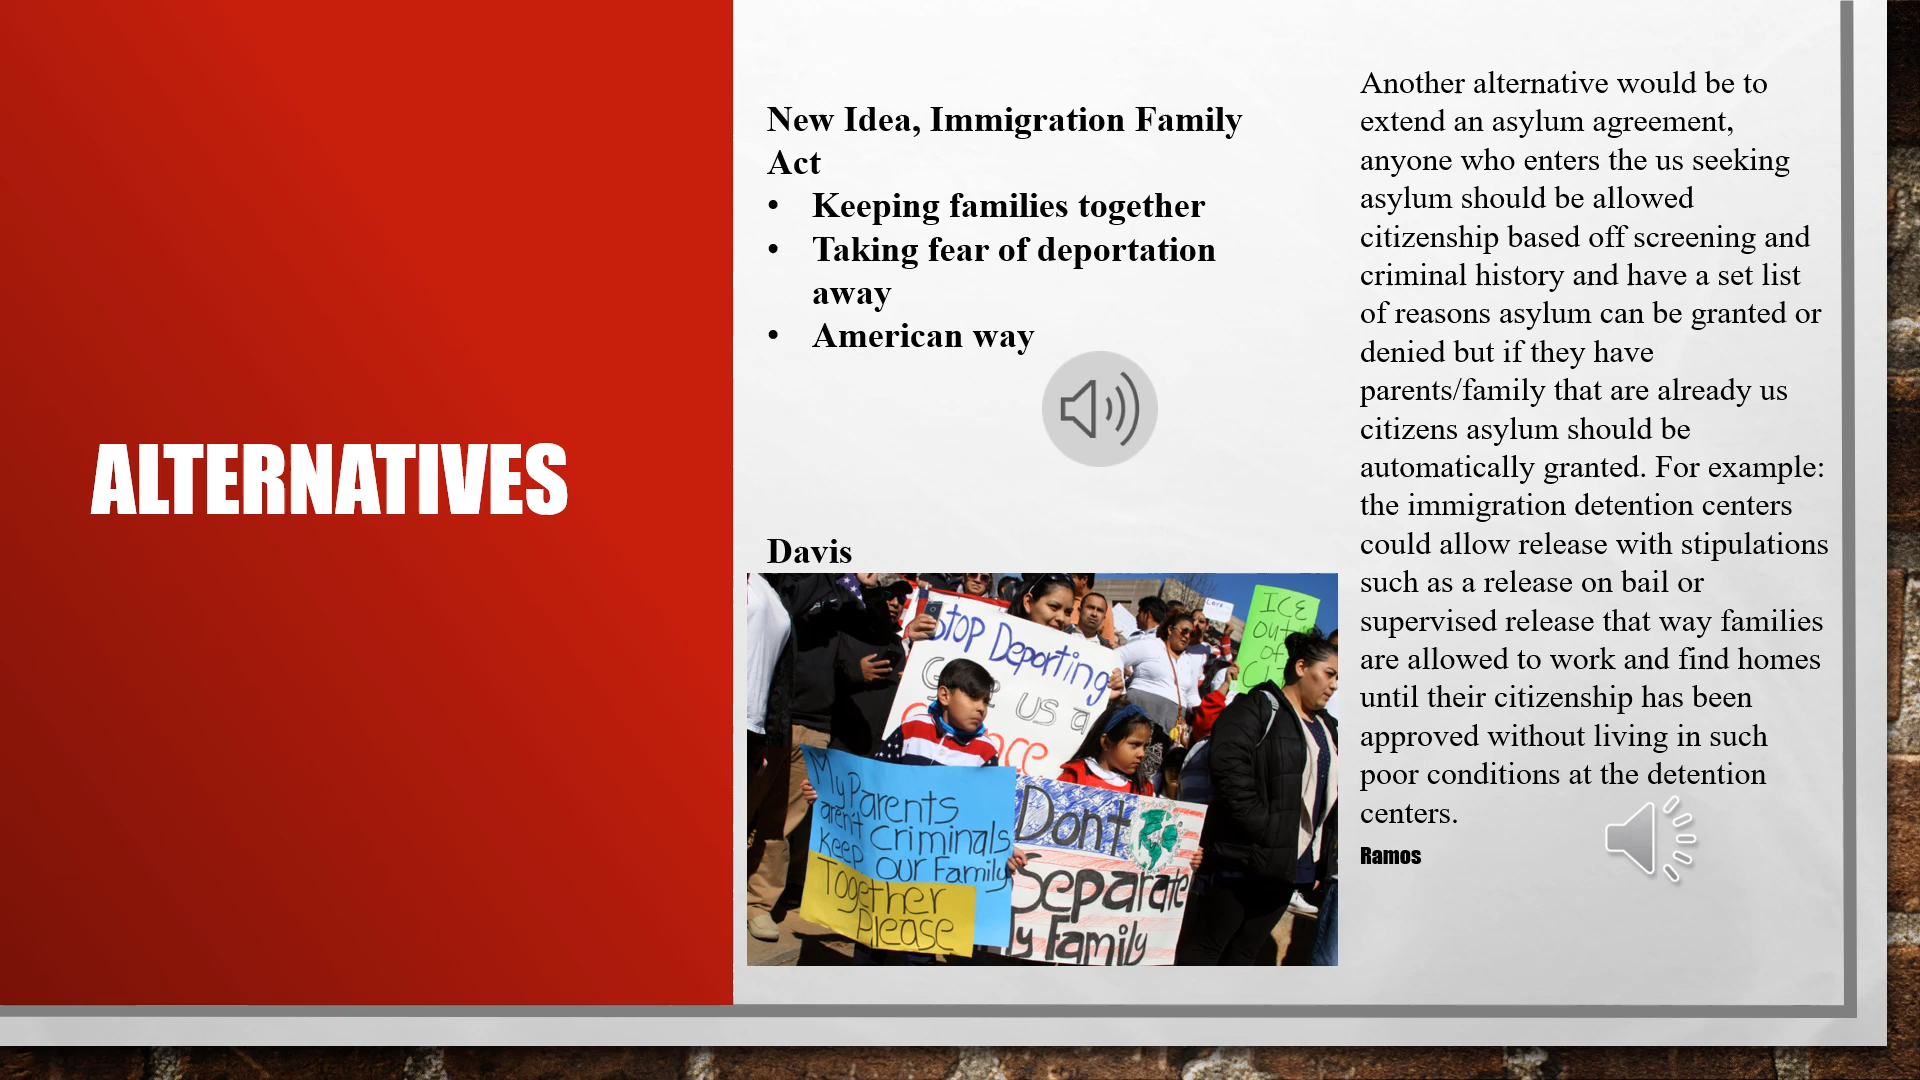 ALTERNATIVES
New Idea, Immigration Family
Act
• Keeping families together
• Taking fear of deportation
away
• American way
Davis
Stop Deporting
Give us a
ICE
out
of
My Parents
aren't Criminals
Keep our Family
Together
Please
Dont
Separate
y Family
Another alternative would be to
extend an asylum agreement,
anyone who enters the us seeking
asylum should be allowed
citizenship based off screening and
criminal history and have a set list
of reasons asylum can be granted or
denied but if they have
parents/family that are already us
citizens asylum should be
automatically granted. For example:
the immigration detention centers
could allow release with stipulations
such as a release on bail or
supervised release that way families
are allowed to work and find homes
until their citizenship has been
approved without living in such
poor conditions at the detention
centers.
Ramos